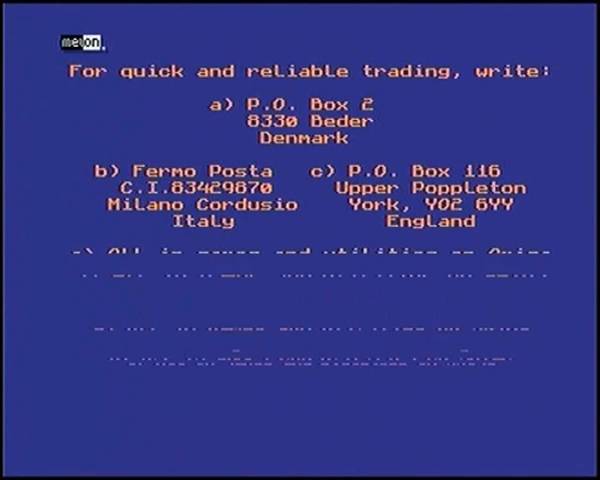 melon.
For quick and reliable trading, write:
a) P.O. Box 2
8330 Beder
Denmark
b) Fermo Posta c) P.O. Box 116
C.I.83429870 Upper Poppleton
Milano Cordusio York, YO2 6YY
Italy England